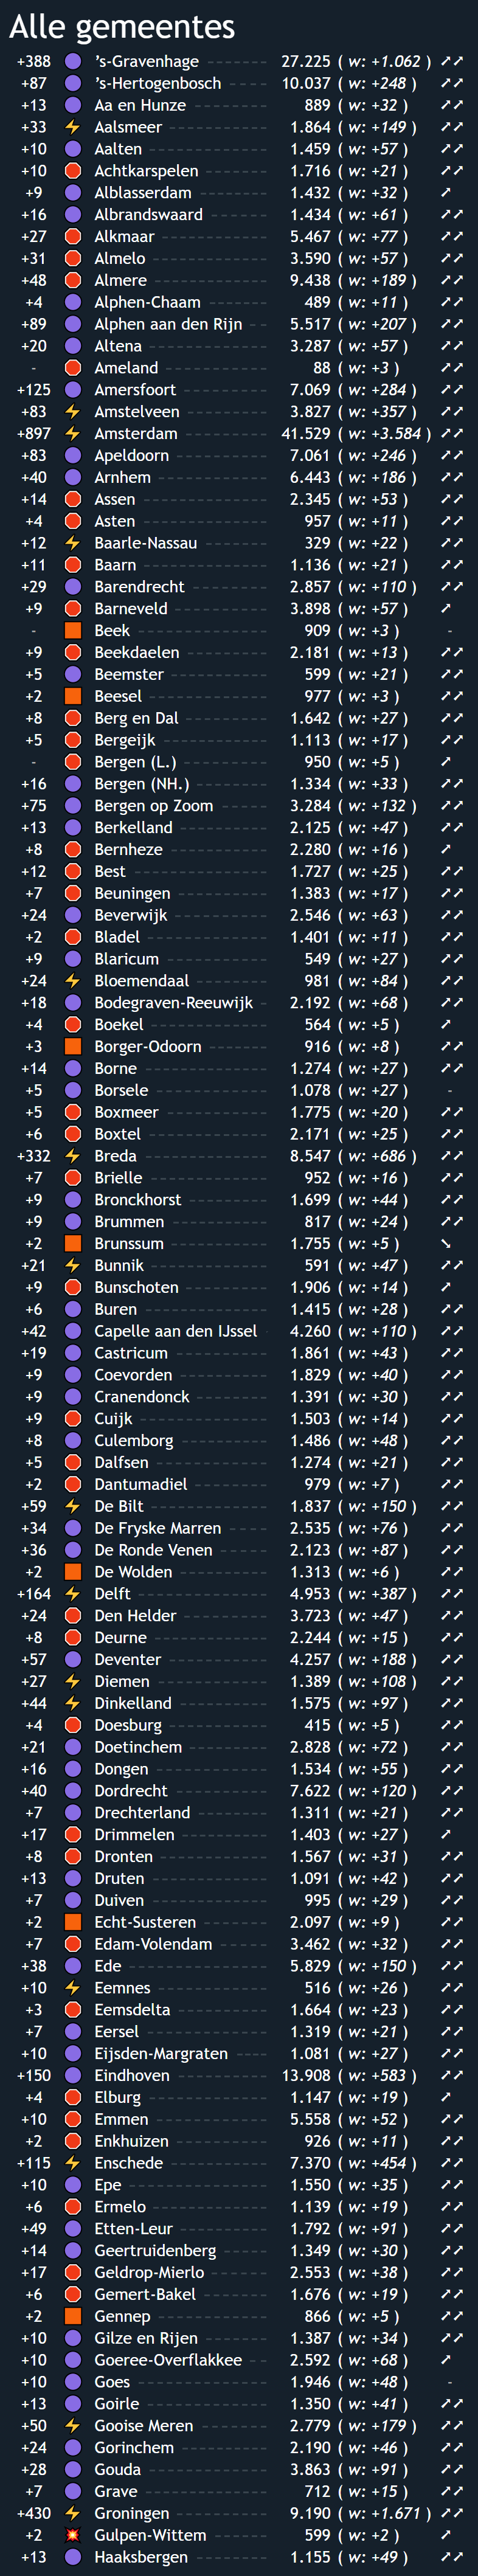 Alle gemeentes
+388 ’s-Gravenhage 27.225 ( w: +1.062 )
+87 ’s-Hertogenbosch 10.037 ( w: +248 )
+13 Aa en Hunze 889 ( w: +32 )
+33 Aalsmeer 1.864 ( w: +149 )
+10 Aalten 1.459 ( w: +57 )
+10 Achtkarspelen 1.716 ( w: +21 )
+9 Alblasserdam 1.432 ( w: +32 )
+16 Albrandswaard 1.434 ( w: +61 )
+27 Alkmaar 5.467 ( w: +77 )
+31 Almelo 3.590 ( w: +57 )
+48 Almere 9.438 ( w: +189 )
+4 Alphen-Chaam 489 ( w: +11 )
+89 Alphen aan den Rijn 5.517 ( w: +207 )
+20 Altena 3.287 ( w: +57 )
- Ameland 88 ( w: +3 )
+125 Amersfoort 7.069 ( w: +284 )
+83 Amstelveen 3.827 ( w: +357 )
+897 Amsterdam 41.529 ( w: +3.584 )
+83 Apeldoorn 7.061 ( w: +246 )
+40 Arnhem 6.443 ( w: +186 )
+14 Assen 2.345 ( w: +53 )
+4 Asten 957 ( w: +11 )
+12 Baarle-Nassau 329 ( w: +22 )
+11 Baarn 1.136 ( w: +21 )
+29 Barendrecht 2.857 ( w: +110 )
+9 Barneveld 3.898 ( w: +57 )
- Beek 909 ( w: +3 ) -
+9 Beekdaelen 2.181 ( w: +13 )
+5 Beemster 599 ( w: +21 )
+2 Beesel 977 ( w: +3 )
+8 Berg en Dal 1.642 ( w: +27 )
+5 Bergeijk 1.113 ( w: +17 )
- Bergen (L.) 950 ( w: +5 )
+16 Bergen (NH.) 1.334 ( w: +33 )
+75 Bergen op Zoom 3.284 ( w: +132 )
+13 Berkelland 2.125 ( w: +47 )
+8 Bernheze 2.280 ( w: +16 )
+12 Best 1.727 ( w: +25 )
+7 Beuningen 1.383 ( w: +17 )
+24 Beverwijk 2.546 ( w: +63 )
+2 Bladel 1.401 ( w: +11 )
+9 Blaricum 549 ( w: +27 )
+24 Bloemendaal 981 ( w: +84 )
+18 Bodegraven-Reeuwijk 2.192 ( w: +68 )
+4 Boekel 564 ( w: +5 )
+3 Borger-Odoorn 916 ( w: +8 )
+14 Borne 1.274 ( w: +27 )
+5 Borsele 1.078 ( w: +27 ) -
+5 Boxmeer 1.775 ( w: +20 )
+6 Boxtel 2.171 ( w: +25 )
+332 Breda 8.547 ( w: +686 )
+7 Brielle 952 ( w: +16 )
+9 Bronckhorst 1.699 ( w: +44 )
+9 Brummen 817 ( w: +24 )
+2 Brunssum 1.755 ( w: +5 )
+21 Bunnik 591 ( w: +47 )
+9 Bunschoten 1.906 ( w: +14 )
+6 Buren 1.415 ( w: +28 )
+42 Capelle aan den IJssel 4.260 ( w: +110 )
+19 Castricum 1.861 ( w: +43 )
+9 Coevorden 1.829 ( w: +40 )
+9 Cranendonck 1.391 ( w: +30 )
+9 Cuijk 1.503 ( w: +14 )
+8 Culemborg 1.486 ( w: +48 )
+5 Dalfsen 1.274 ( w: +21 )
+2 Dantumadiel 979 ( w: +7 )
+59 De Bilt 1.837 ( w: +150 )
+34 De Fryske Marren 2.535 ( w: +76 )
+36 De Ronde Venen 2.123 ( w: +87 )
+2 De Wolden 1.313 ( w: +6 )
+164 Delft 4.953 ( w: +387 )
+24 Den Helder 3.723 ( w: +47 )
+8 Deurne 2.244 ( w: +15 )
+57 Deventer 4.257 ( w: +188 )
+27 Diemen 1.389 ( w: +108 )
+44 Dinkelland 1.575 ( w: +97 )
+4 Doesburg 415 ( w: +5 )
+21 Doetinchem 2.828 ( w: +72 )
+16 Dongen 1.534 ( w: +55 )
+40 Dordrecht 7.622 ( w: +120 )
+7 Drechterland 1.311 ( w: +21 )
+17 Drimmelen 1.403 ( w: +27 )
+8 Dronten 1.567 ( w: +31 )
+13 Druten 1.091 ( w: +42 )
+7 Duiven 995 ( w: +29 )
+2 Echt-Susteren 2.097 ( w: +9 )
+7 Edam-Volendam 3.462 ( w: +32 )
+38 Ede 5.829 ( w: +150 )
+10 Eemnes 516 ( w: +26 )
+3 Eemsdelta 1.664 ( w: +23 )
+7 Eersel 1.319 ( w: +21 )
+10 Eijsden-Margraten 1.081 ( w: +27 )
+150 Eindhoven 13.908 ( w: +583 )
+4 Elburg 1.147 ( w: +19 )
+10 Emmen 5.558 ( w: +52 )
+2 Enkhuizen 926 ( w: +11 )
+115 Enschede 7.370 ( w: +454 )
+10 Epe 1.550 ( w: +35 )
+6 Ermelo 1.139 ( w: +19 )
+49 Etten-Leur 1.792 ( w: +91 )
+14 Geertruidenberg 1.349 ( w: +30 )
+17 Geldrop-Mierlo 2.553 ( w: +38 )
+6 Gemert-Bakel 1.676 ( w: +19 )
+2 Gennep 866 ( w: +5 )
+10 Gilze en Rijen 1.387 ( w: +34 )
+10 Goeree-Overflakkee 2.592 ( w: +68 )
+10 Goes 1.946 ( w: +48 ) -
+13 Goirle 1.350 ( w: +41 )
+50 Gooise Meren 2.779 ( w: +179 )
+24 Gorinchem 2.190 ( w: +46 )
+28 Gouda 3.863 ( w: +91 )
+7 Grave 712 ( w: +15 )
+430 Groningen 9.190 ( w: +1.671 )
+2 Gulpen-Wittem 599 ( w: +2 )
+13 Haaksbergen 1.155 ( w: +49 )